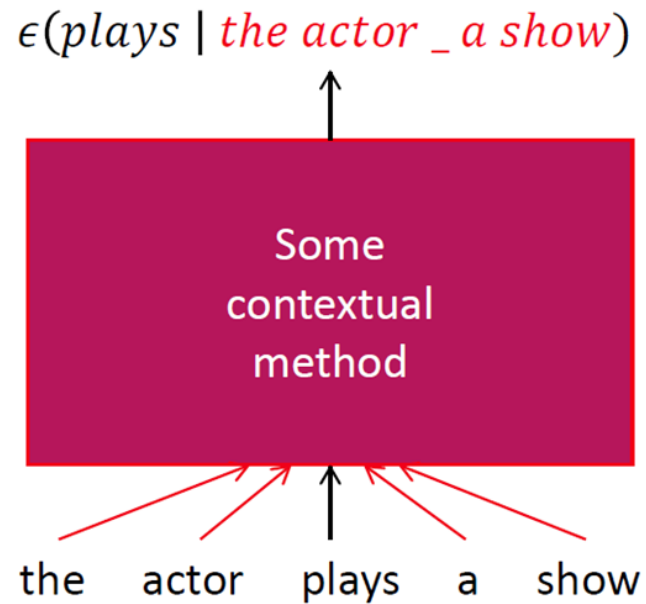 ϵ(plays | the actor _ a show)
Some
contextual
method
the actor plays a show